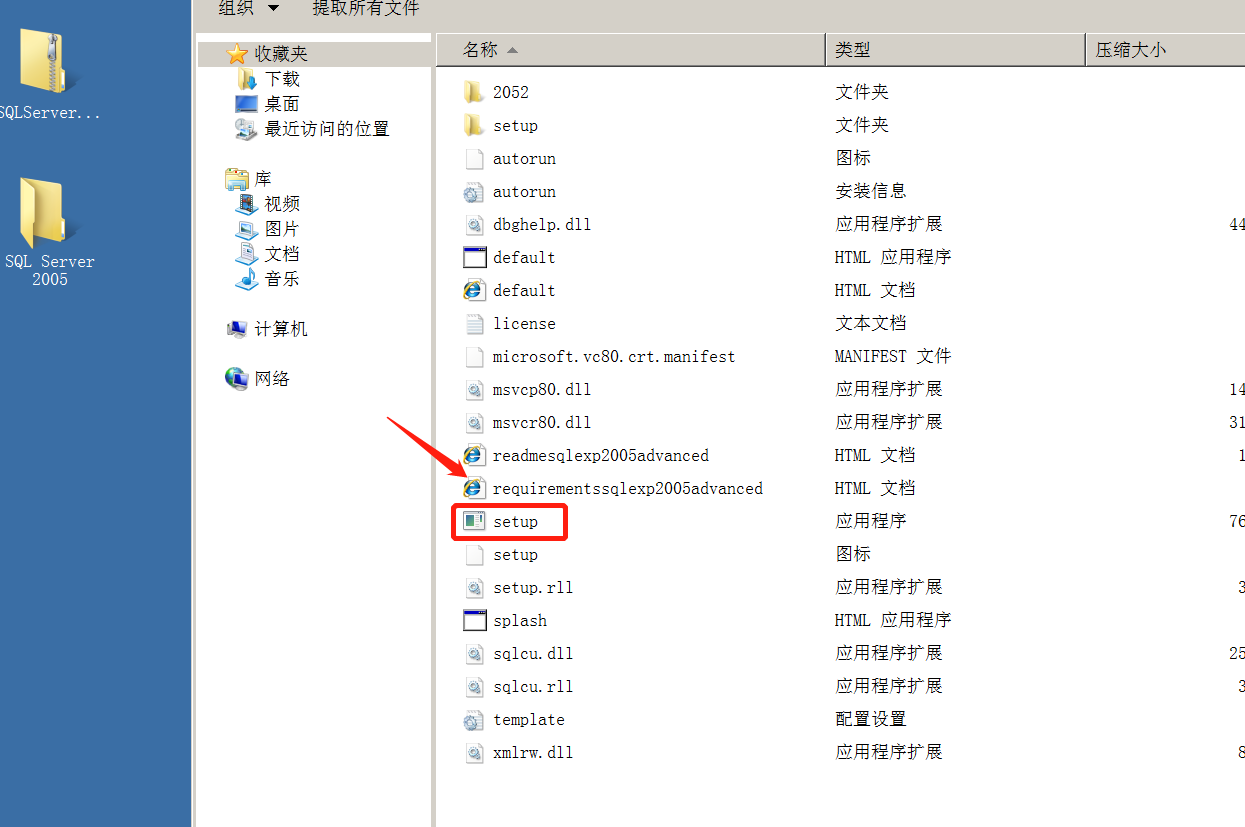 组织
提取所有文件
SQLServer...
SQL Server
2005
收藏夹
下载
桌面
最近访问的位置
库
视频
图片
文档
音乐
计算机
网络
名称 类型 压缩大小
2052 文件夹
setup 文件夹
autorun 图标
autorun 安装信息
dbghelp.dll 应用程序扩展 44
default HTML 应用程序
default HTML 文档
license 文本文档
microsoft.vc80.crt.manifest MANIFEST 文件
msvcp80.dll 应用程序扩展 14
msvcr80.dll 应用程序扩展 31
readmesqlexp2005advanced HTML 文档 1
requirementssqlexp2005advanced HTML 文档
setup 应用程序 76
setup 图标
setup.rll 应用程序扩展 3
splash HTML 应用程序
sqlcu.dll 应用程序扩展 25
sqlcu.rll 应用程序扩展 3
template 配置设置
xmlrw.dll 应用程序扩展 8